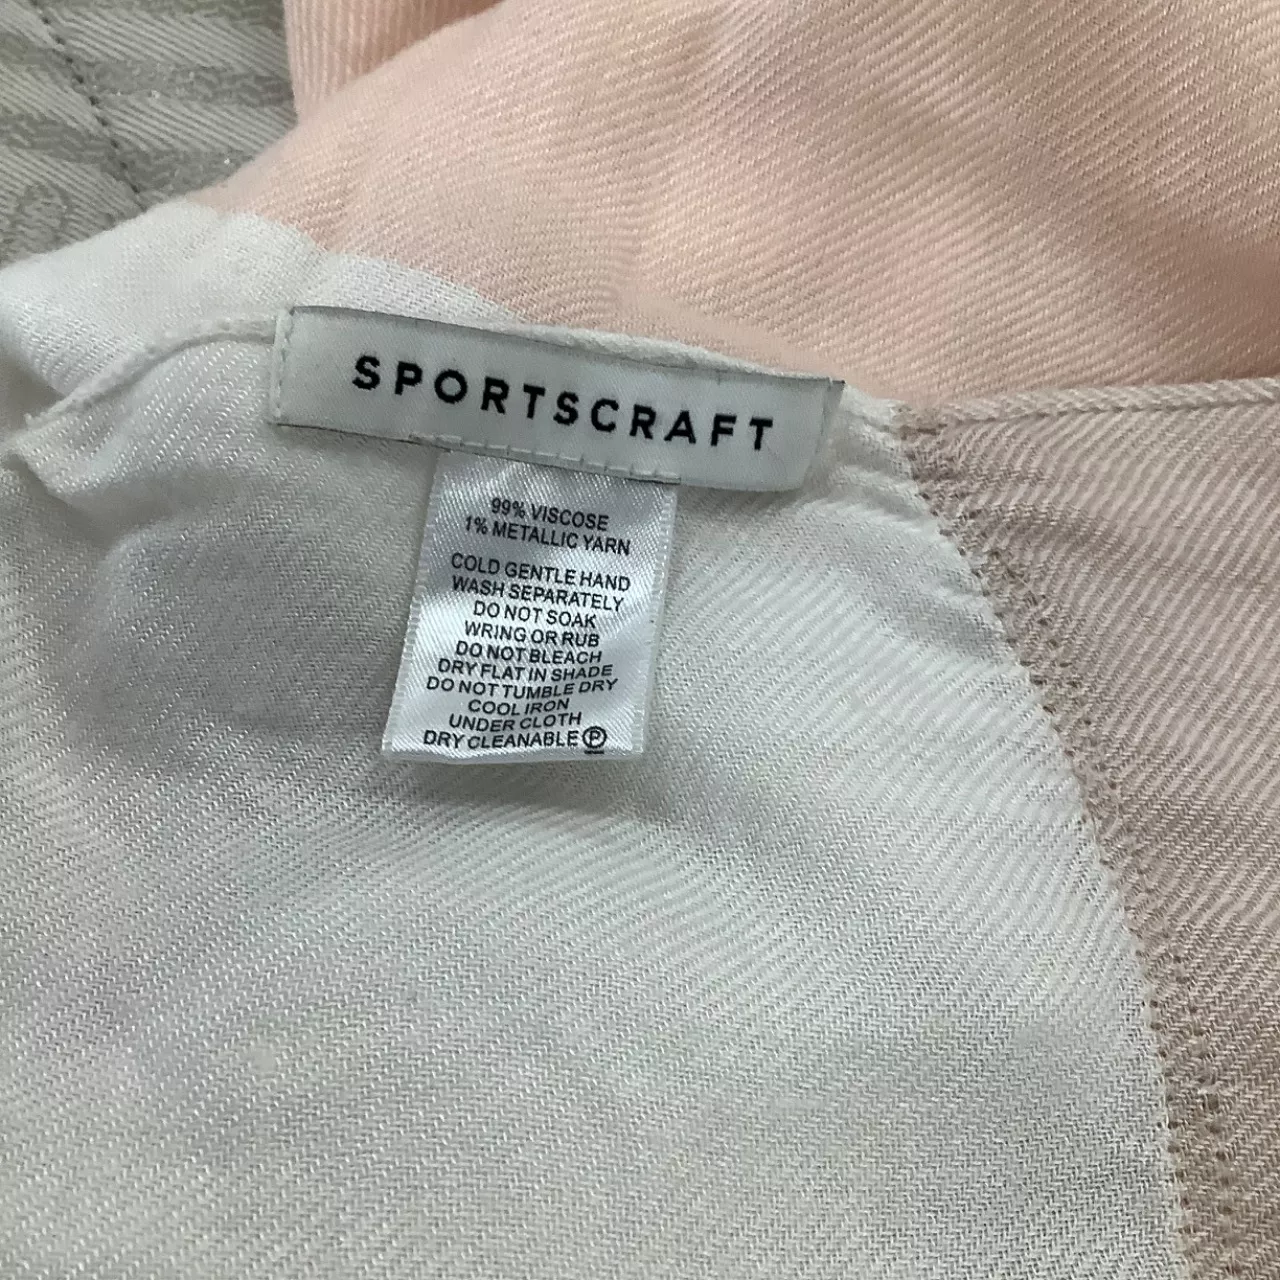 SPORTSCRAFT
99% VISCOSE
1% METALLIC YARN
COLD GENTLE HAND
WASH SEPARATELY
DO NOT SOAK
WRING OR RUB
DO NOT BLEACH
DRY FLAT IN SHADE
DO NOT TUMBLE DRY
COOL IRON
UNDER CLOTH
DRY CLEANABLE Ⓟ